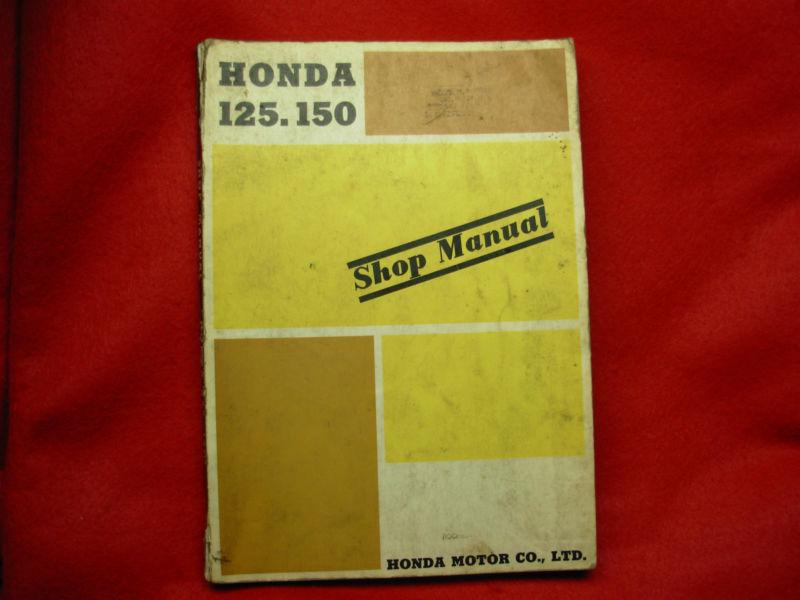 HONDA
125.150
Shop Manual
HONDA MOTOR CO., LTD.